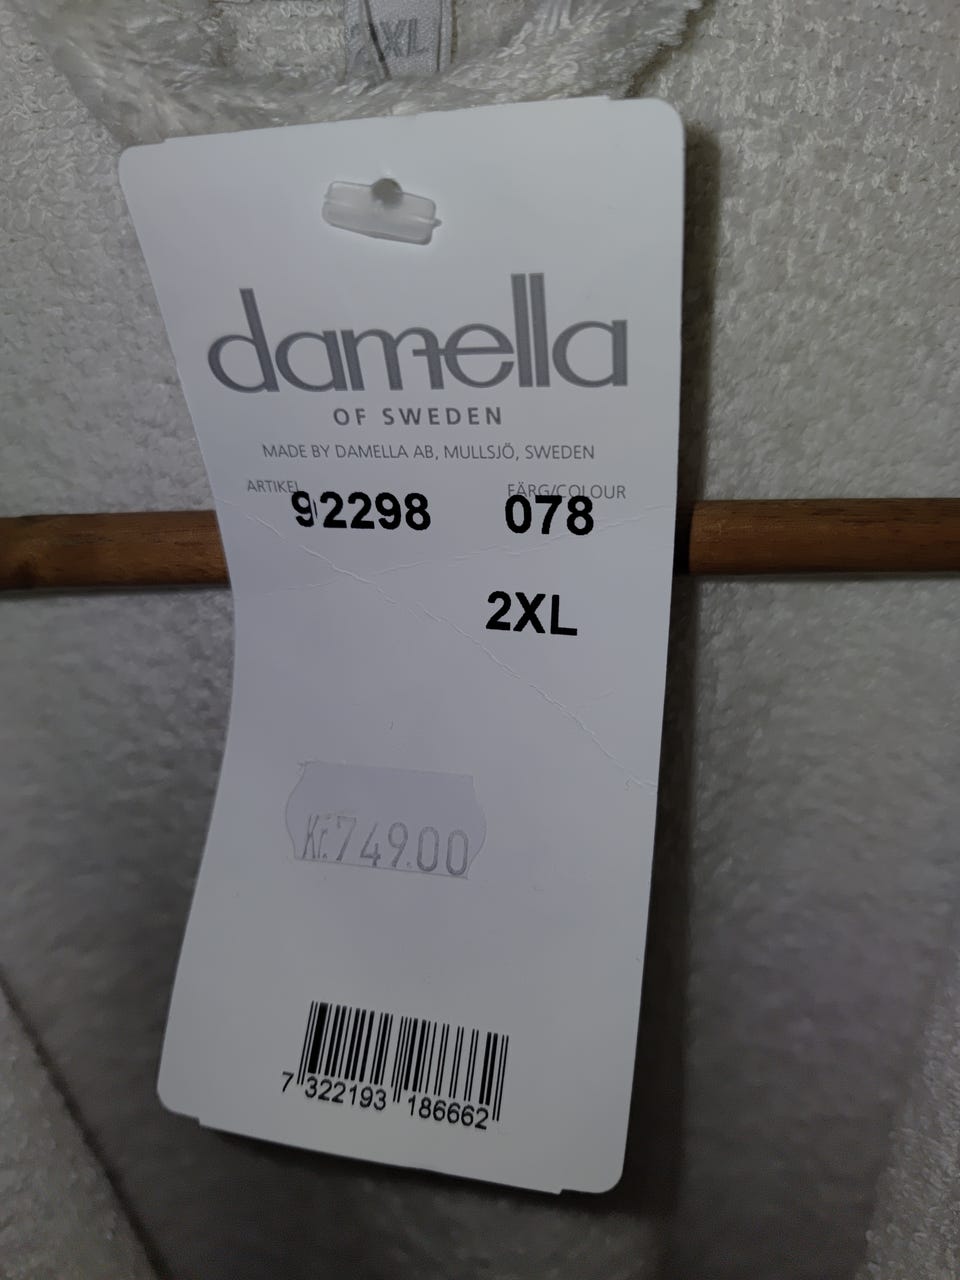 2XL
damella
OF SWEDEN
MADE BY DAMELLA AB, MULLSJÖ, SWEDEN
ARTIKEL FÄRG/COLOUR
92298 078
2XL
Kr.749.00
7 322193 186662